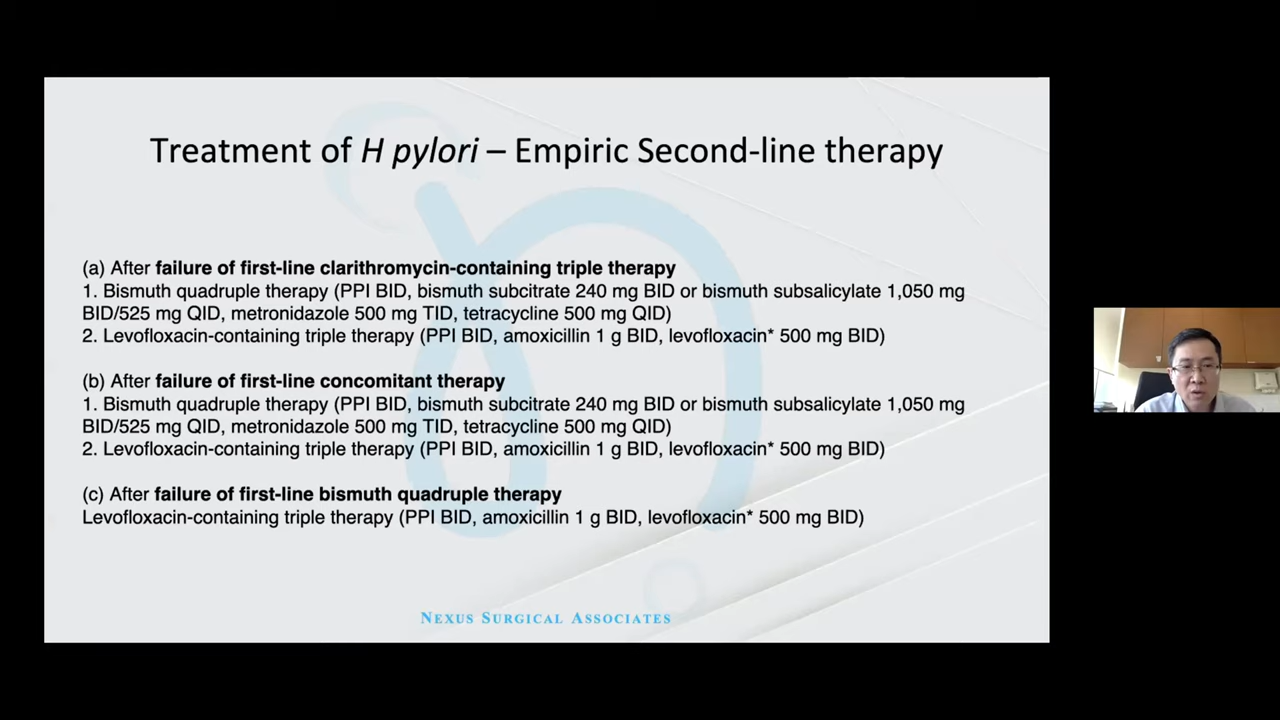 Treatment of H pylori – Empiric Second-line therapy
(a) After failure of first-line clarithromycin-containing triple therapy
1. Bismuth quadruple therapy (PPI BID, bismuth subcitrate 240 mg BID or bismuth subsalicylate 1,050 mg
BID/525 mg QID, metronidazole 500 mg TID, tetracycline 500 mg QID)
2. Levofloxacin-containing triple therapy (PPI BID, amoxicillin 1 g BID, levofloxacin* 500 mg BID)
(b) After failure of first-line concomitant therapy
1. Bismuth quadruple therapy (PPI BID, bismuth subcitrate 240 mg BID or bismuth subsalicylate 1,050 mg
BID/525 mg QID, metronidazole 500 mg TID, tetracycline 500 mg QID)
2. Levofloxacin-containing triple therapy (PPI BID, amoxicillin 1 g BID, levofloxacin* 500 mg BID)
(c) After failure of first-line bismuth quadruple therapy
Levofloxacin-containing triple therapy (PPI BID, amoxicillin 1 g BID, levofloxacin* 500 mg BID)
NEXUS SURGICAL ASSOCIATES